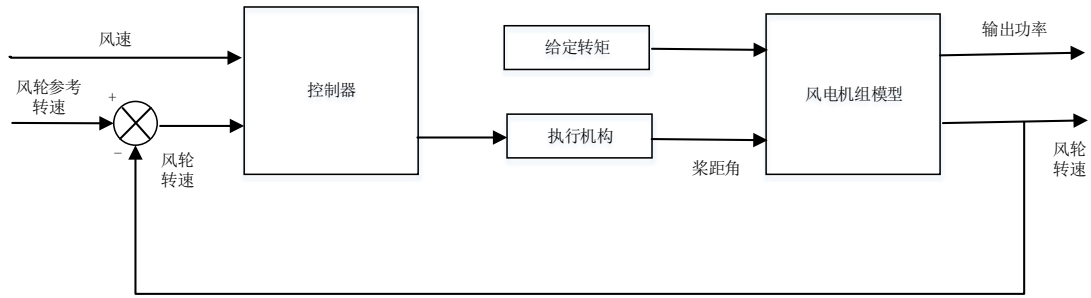 风速
风轮参考
转速
+
−
风轮
转速
控制器
给定转矩
执行机构
桨距角
风电机组模型
输出功率
风轮
转速